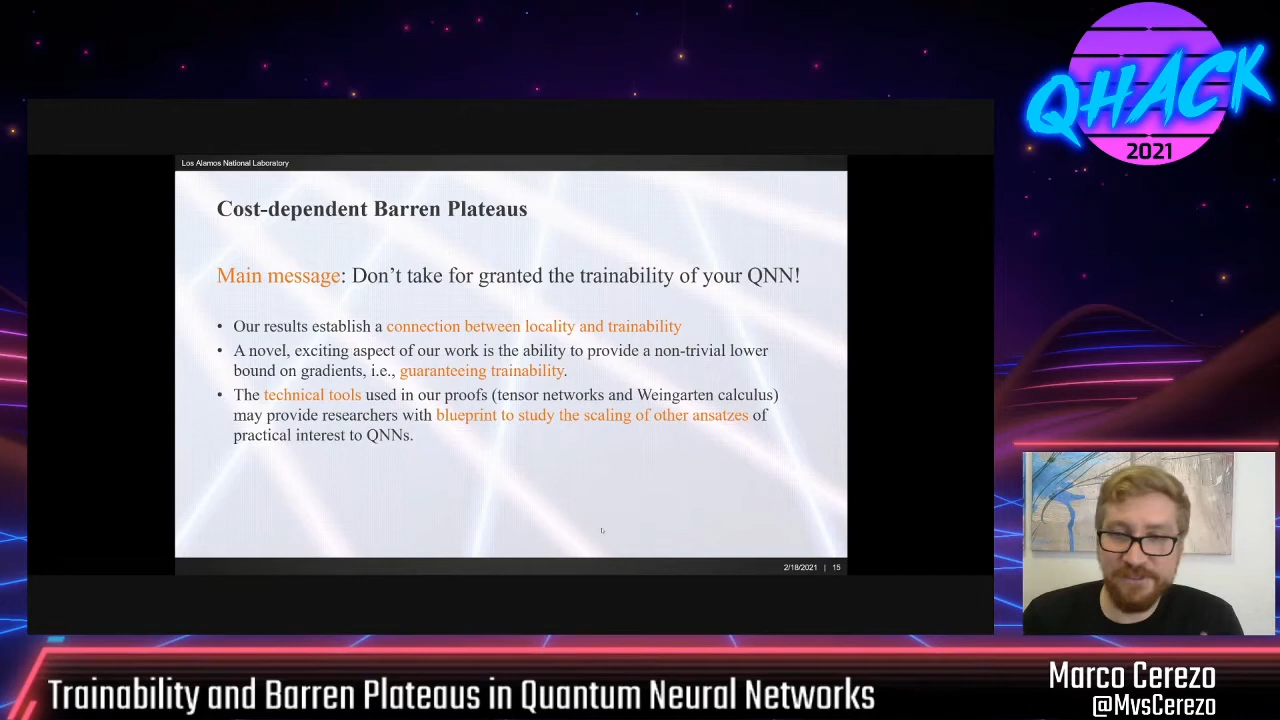 QHACK
2021
Los Alamos National Laboratory
Cost-dependent Barren Plateaus
Main message: Don't take for granted the trainability of your QNN!
• Our results establish a connection between locality and trainability
• A novel, exciting aspect of our work is the ability to provide a non-trivial lower
bound on gradients, i.e., guaranteeing trainability.
• The technical tools used in our proofs (tensor networks and Weingarten calculus)
may provide researchers with blueprint to study the scaling of other ansatzes of
practical interest to QNNs.
2/18/2021 | 15
Trainability and Barren Plateaus in Quantum Neural Networks
Marco Cerezo
@MvsCerezo